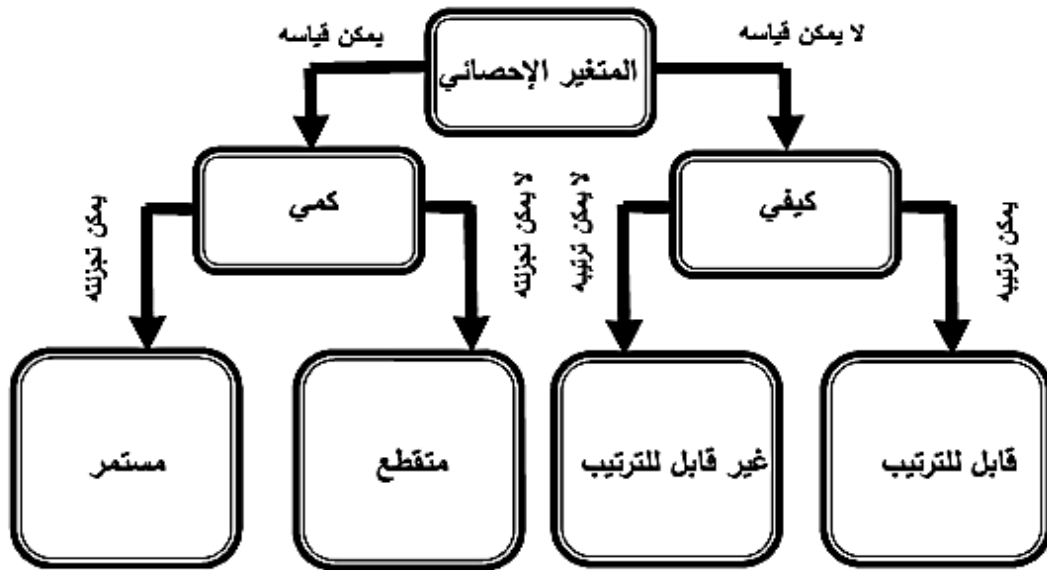 لا يمكن قياسه
يمكن قياسه
المتغير الإحصائي
كيفي
كمي
يمكن ترتيبه
لا يمكن ترتيبه
لا يمكن تجزئته
يمكن تجزئته
قابل للترتيب
غير قابل للترتيب
متقطع
مستمر